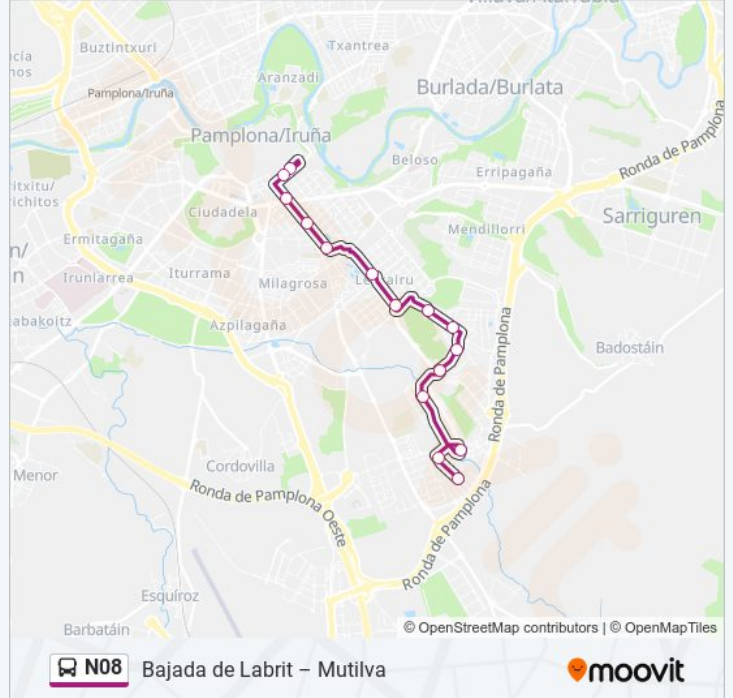 Buztintxuri
Txantrea
Aranzadi
Pamplona/Iruña
Burlada/Burlata
Pamplona/Iruña
Beloso
Erripagaña
Ronda de Pamplona
Ciudadela
Sarriguren
Mendillorri
Ermitagaña
Iturrama
Irunlarrea
Milagrosa
Azpilagaña
Badostáin
Ronda de Pamplona
Cordovilla
Menor
Ronda de Pamplona Oeste
Ronda de Pamplona
Esquíroz
Barbatáin
© OpenStreetMap contributors | © OpenMapTiles
N08 Bajada de Labrit – Mutilva
moovit